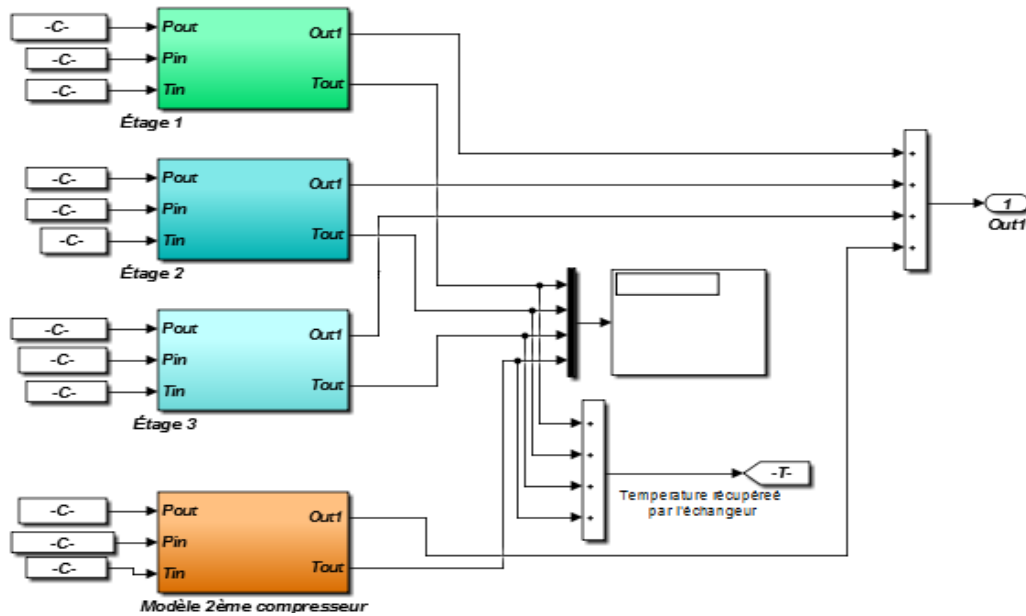 -C- Pout Out1
-C- Pin
-C- Tin Tout
Étage 1
-C- Pout Out1
-C- Pin
-C- Tin Tout
Étage 2
-C- Pout Out1
-C- Pin
-C- Tin Tout
Étage 3
-C- Pout Out1
-C- Pin
-C- Tin Tout
Modèle 2ème compresseur
+
+
+
+
1
Out1
+
+
+
+
-T-
Temperature récupéreé
par l'échangeur